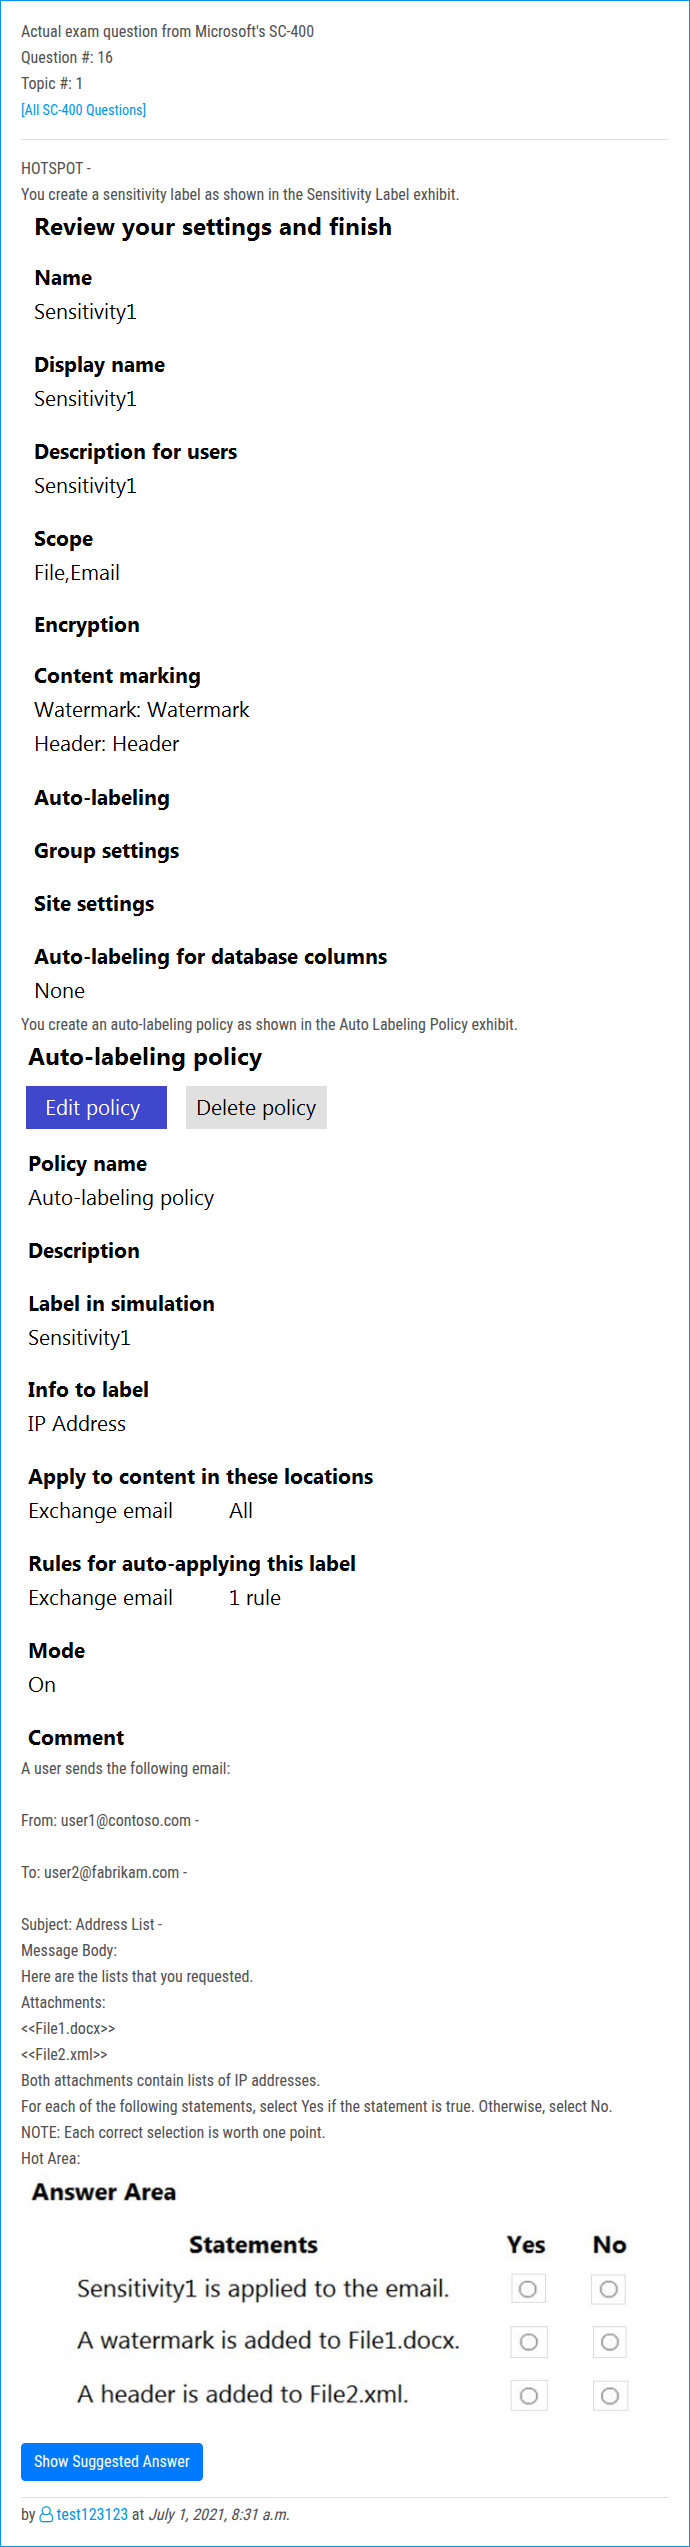 Actual exam question from Microsoft's SC-400
Question #: 16
Topic #: 1
[All SC-400 Questions]
HOTSPOT -
You create a sensitivity label as shown in the Sensitivity Label exhibit.
Review your settings and finish
Name
Sensitivity1
Display name
Sensitivity1
Description for users
Sensitivity1
Scope
File,Email
Encryption
Content marking
Watermark: Watermark
Header: Header
Auto-labeling
Group settings
Site settings
Auto-labeling for database columns
None
You create an auto-labeling policy as shown in the Auto Labeling Policy exhibit.
Auto-labeling policy
Edit policy Delete policy
Policy name
Auto-labeling policy
Description
Label in simulation
Sensitivity1
Info to label
IP Address
Apply to content in these locations
Exchange email All
Rules for auto-applying this label
Exchange email 1 rule
Mode
On
Comment
A user sends the following email:
From: user1@contoso.com -
To: user2@fabrikam.com -
Subject: Address List -
Message Body:
Here are the lists that you requested.
Attachments:
<<File1.docx>>
<<File2.xml>>
Both attachments contain lists of IP addresses.
For each of the following statements, select Yes if the statement is true. Otherwise, select No.
NOTE: Each correct selection is worth one point.
Hot Area:
Answer Area
Statements Yes No
Sensitivity1 is applied to the email.
A watermark is added to File1.docx.
A header is added to File2.xml.
Show Suggested Answer
by test123123 at July 1, 2021, 8:31 a.m.